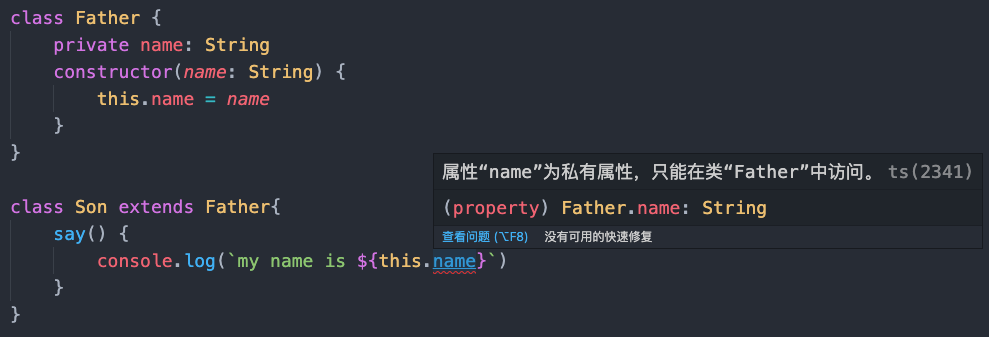 class Father {
    private name: String
    constructor(name: String) {
        this.name = name
    }
}
属性“name”为私有属性，只能在类“Father”中访问。 ts(2341)
(property) Father.name: String
查看问题 (⌥F8) 没有可用的快速修复
class Son extends Father{
    say() {
        console.log(`my name is ${this.name}`)
    }
}